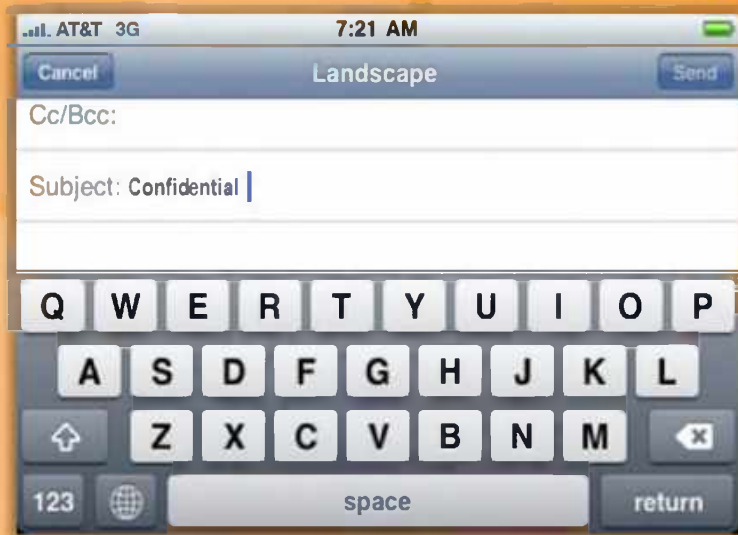 AT&T 3G 7:21 AM
Cancel Landscape Send
Cc/Bcc:
Subject: Confidential
Q W E R T Y U I O P
A S D F G H J K L
Z X C V B N M
123 space return